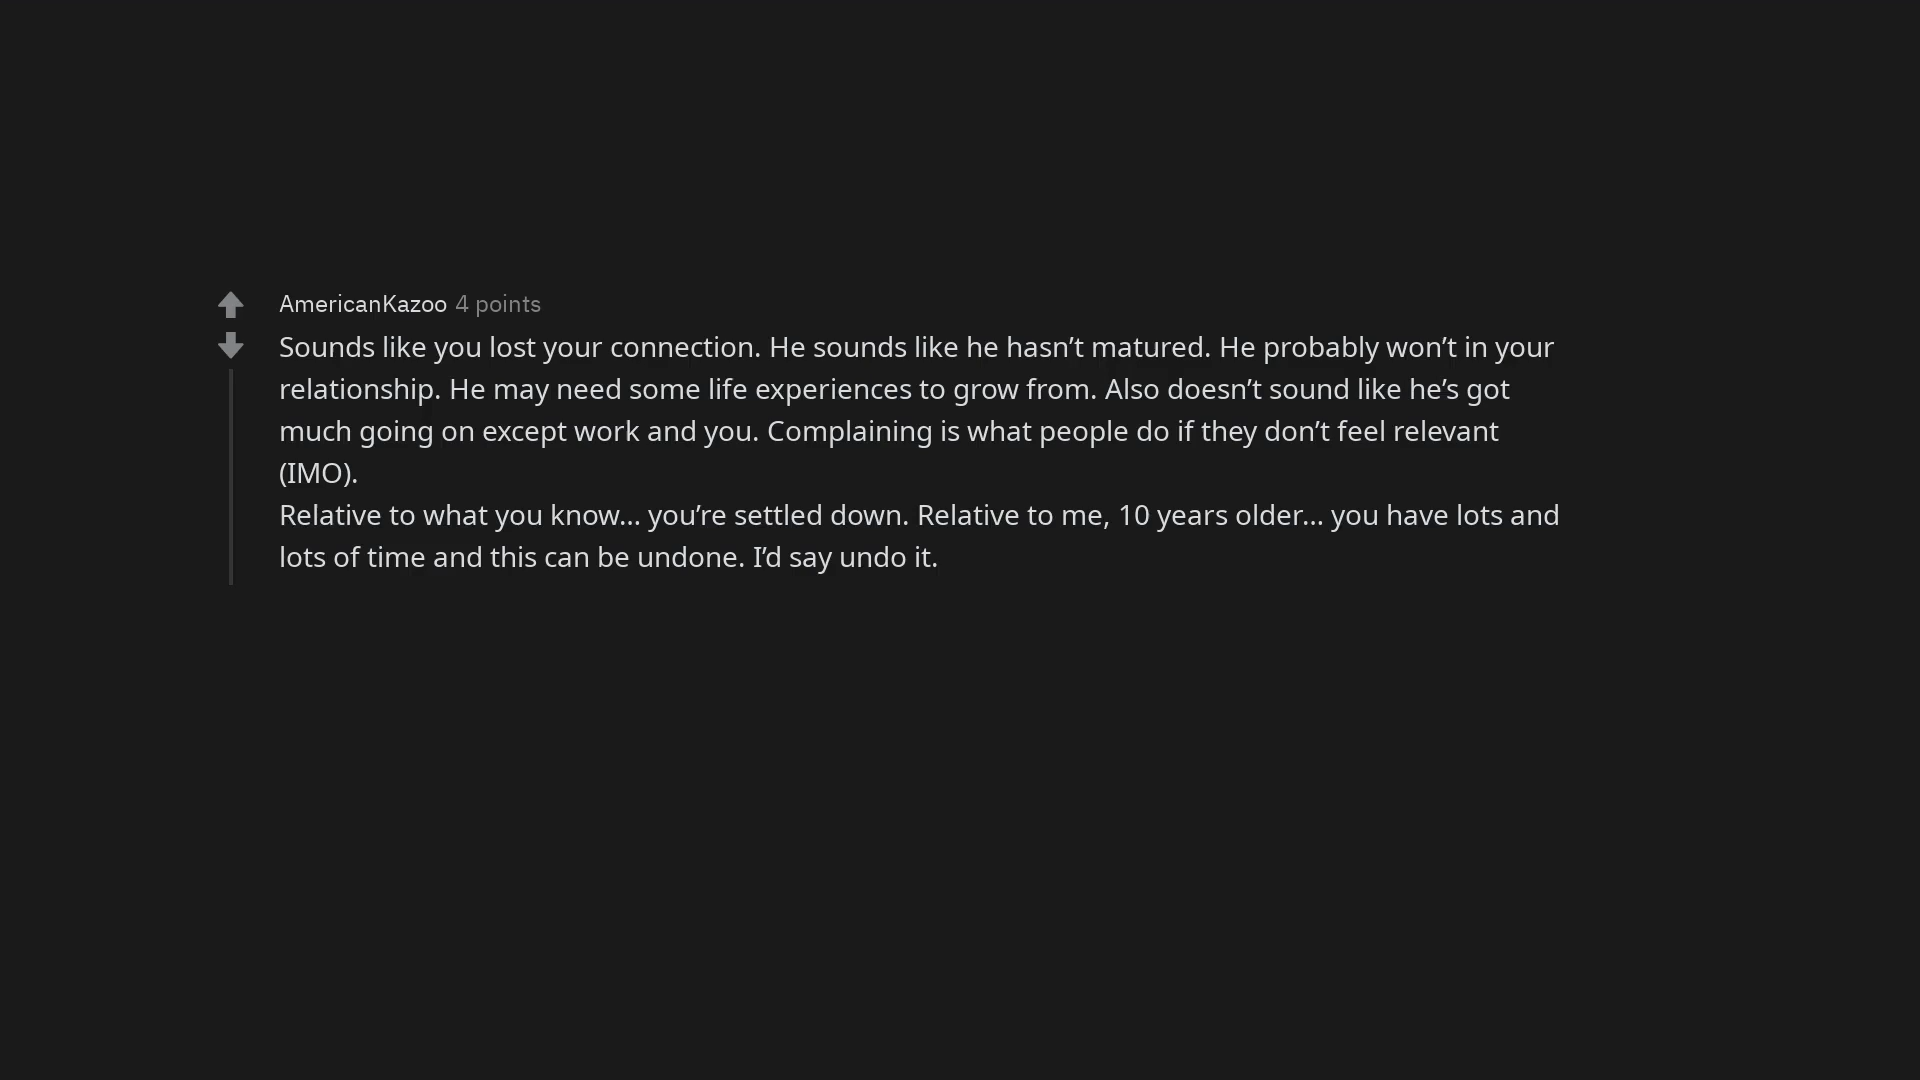 AmericanKazoo 4 points
Sounds like you lost your connection. He sounds like he hasn’t matured. He probably won’t in your
relationship. He may need some life experiences to grow from. Also doesn’t sound like he’s got
much going on except work and you. Complaining is what people do if they don’t feel relevant
(IMO).
Relative to what you know… you’re settled down. Relative to me, 10 years older… you have lots and
lots of time and this can be undone. I’d say undo it.